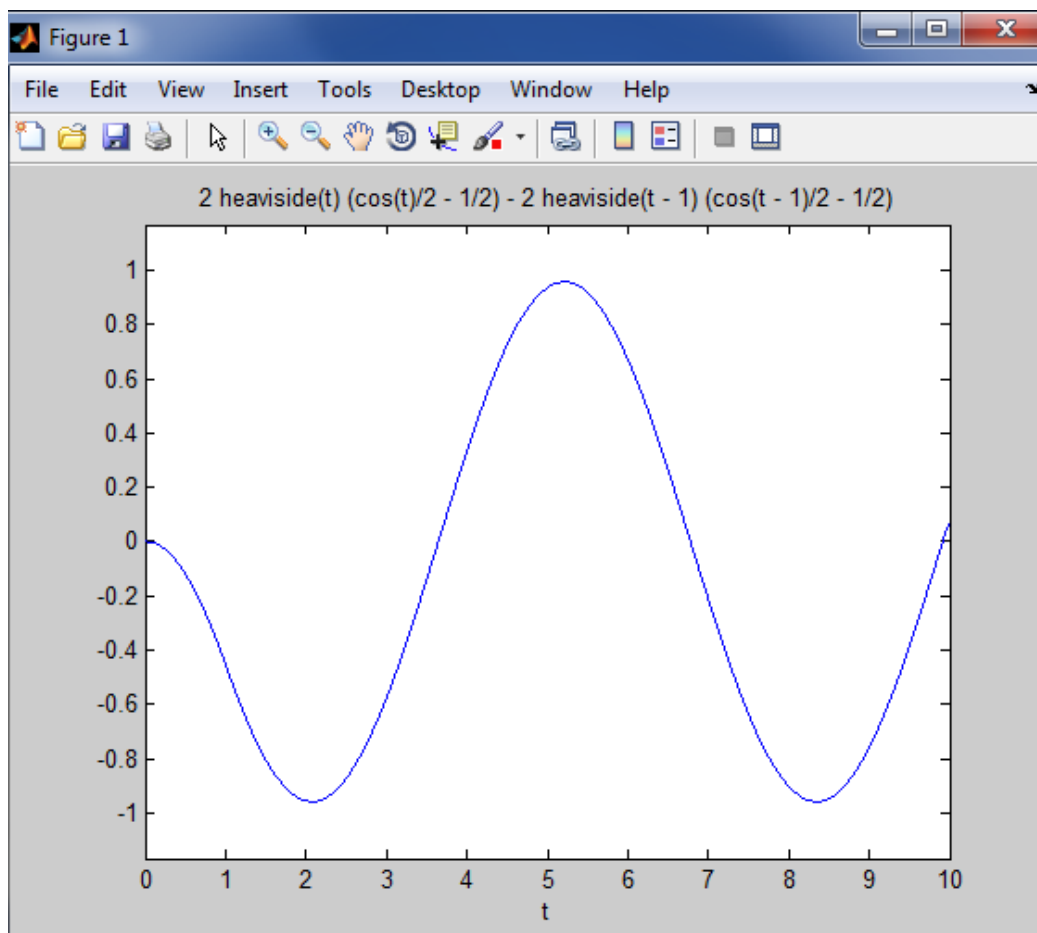 Figure 1
File Edit View Insert Tools Desktop Window Help
2 heaviside(t) (cos(t)/2 - 1/2) - 2 heaviside(t - 1) (cos(t - 1)/2 - 1/2)
1
0.8
0.6
0.4
0.2
0
-0.2
-0.4
-0.6
-0.8
-1
0 1 2 3 4 5 6 7 8 9 10
t